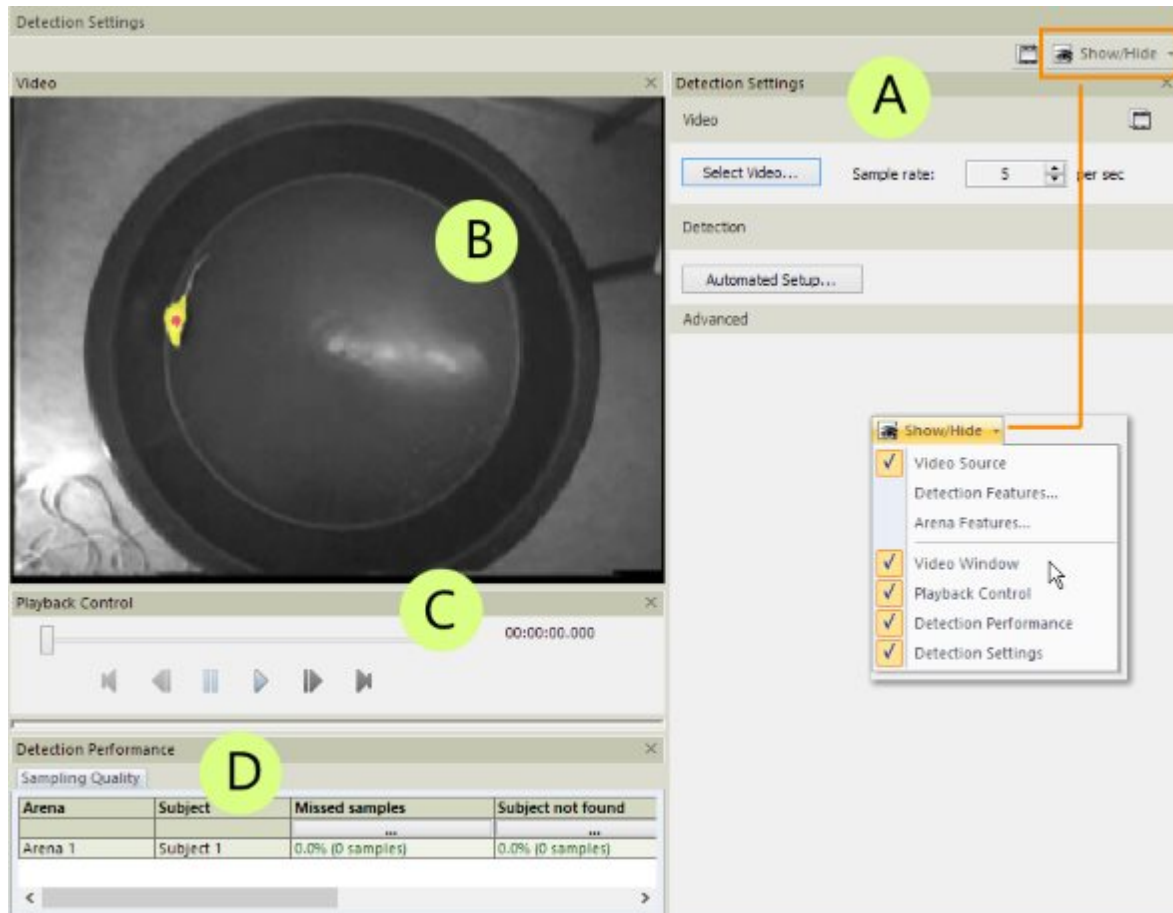 Detection Settings
Show/Hide
Video
Detection Settings
A
Video
Select Video...
Sample rate:
5
per sec
B
Detection
Automated Setup...
Advanced
Show/Hide
Video Source
Detection Features...
Arena Features...
Video Window
Playback Control
Detection Performance
Detection Settings
Playback Control
C
00:00:00.000
Detection Performance
D
Sampling Quality
Arena Subject Missed samples Subject not found
... ...
Arena 1 Subject 1 0.0% (0 samples) 0.0% (0 samples)